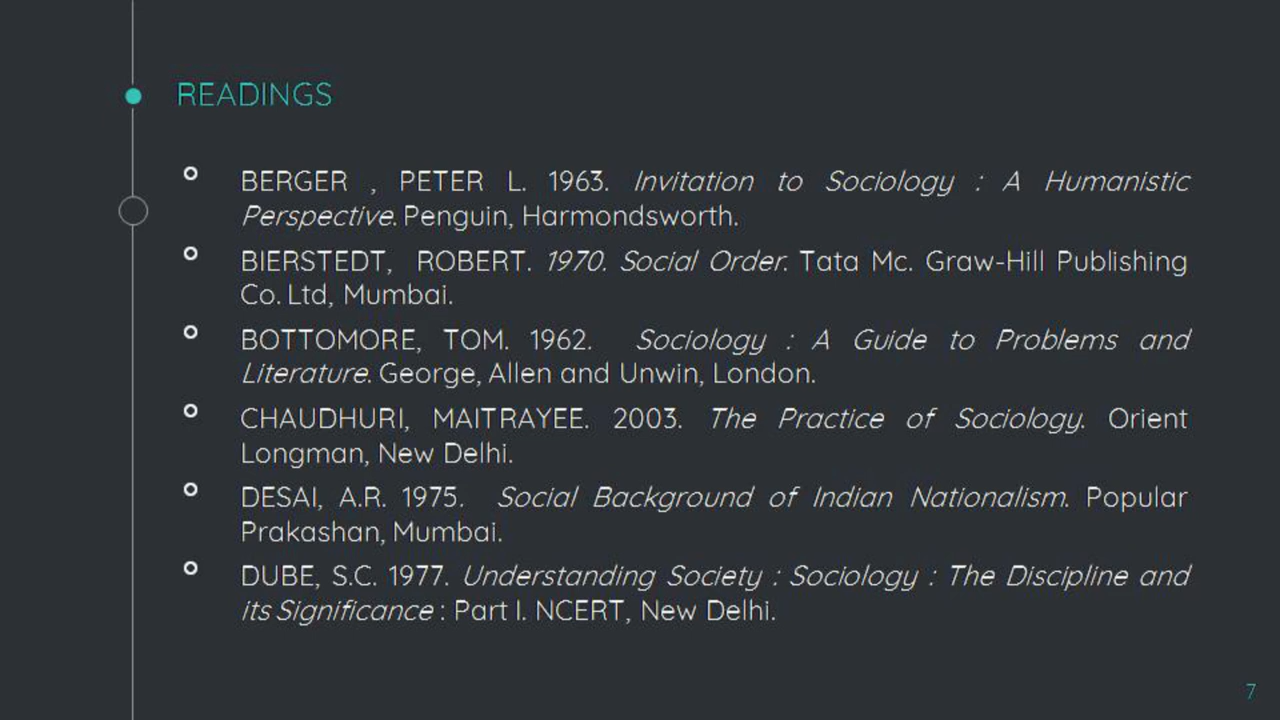 READINGS
BERGER , PETER L. 1963. Invitation to Sociology : A Humanistic
Perspective. Penguin, Harmondsworth.
BIERSTEDT, ROBERT. 1970. Social Order. Tata Mc. Graw-Hill Publishing
Co. Ltd, Mumbai.
BOTTOMORE, TOM. 1962. Sociology : A Guide to Problems and
Literature. George, Allen and Unwin, London.
CHAUDHURI, MAITRAYEE. 2003. The Practice of Sociology. Orient
Longman, New Delhi.
DESAI, A.R. 1975. Social Background of Indian Nationalism. Popular
Prakashan, Mumbai.
DUBE, S.C. 1977. Understanding Society : Sociology : The Discipline and
its Significance : Part I. NCERT, New Delhi.
7